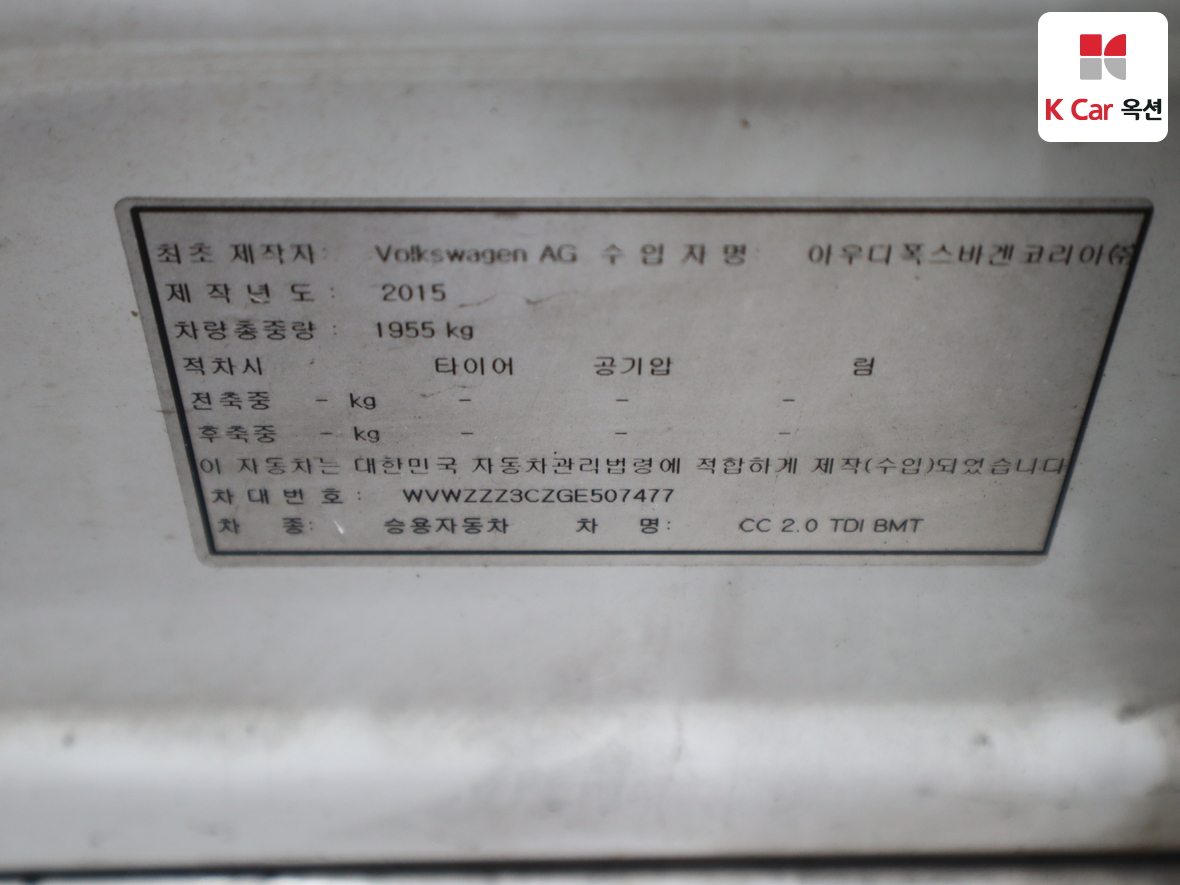 K Car 옥션
최초 제작자: Volkswagen AG 수 입 자 명: 아우디폭스바겐코리아(주)
제 작 년 도 : 2015
차량총중량 : 1955 kg
적차시 타이어 공기압 림
전축중 - kg - - -
후축중 - kg - - -
이 자동차는 대한민국 자동차관리법령에 적합하게 제작(수입)되었습니다
차 대 번 호 : WVWZZZ3CZGE507477
차 종: 승용자동차 차 명: CC 2.0 TDI BMT